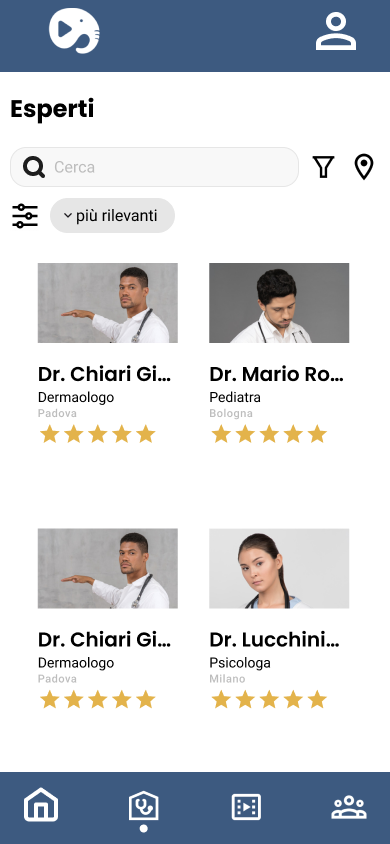 Esperti
Cerca
più rilevanti
Dr. Chiari Gi...
Dermaologo
Padova
Dr. Mario Ro...
Pediatra
Bologna
Dr. Chiari Gi...
Dermaologo
Padova
Dr. Lucchini...
Psicologa
Milano